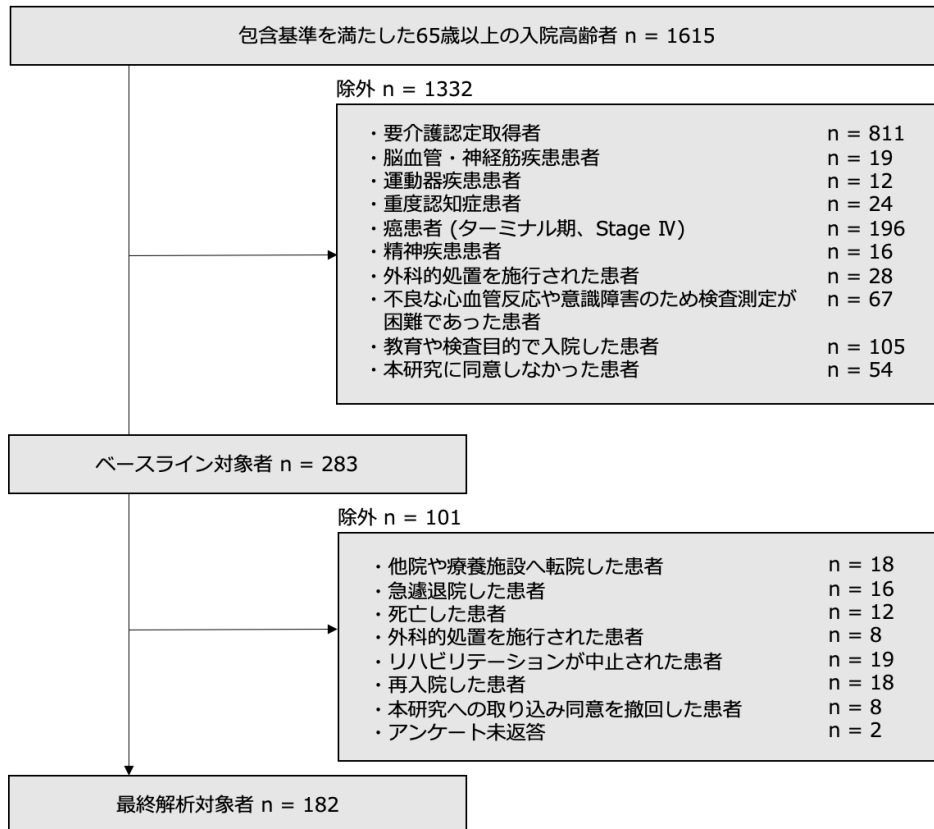 包含基準を満たした65歳以上の入院高齢者 n = 1615
除外 n = 1332
・要介護認定取得者 n = 811
・脳血管・神経筋疾患患者 n = 19
・運動器疾患患者 n = 12
・重度認知症患者 n = 24
・癌患者 (ターミナル期、Stage Ⅳ) n = 196
・精神疾患患者 n = 16
・外科的処置を施行された患者 n = 28
・不良な心血管反応や意識障害のため検査測定が n = 67
困難であった患者
・教育や検査目的で入院した患者 n = 105
・本研究に同意しなかった患者 n = 54
ベースライン対象者 n = 283
除外 n = 101
・他院や療養施設へ転院した患者 n = 18
・急遽退院した患者 n = 16
・死亡した患者 n = 12
・外科的処置を施行された患者 n = 8
・リハビリテーションが中止された患者 n = 19
・再入院した患者 n = 18
・本研究への取り込み同意を撤回した患者 n = 8
・アンケート未返答 n = 2
最終解析対象者 n = 182